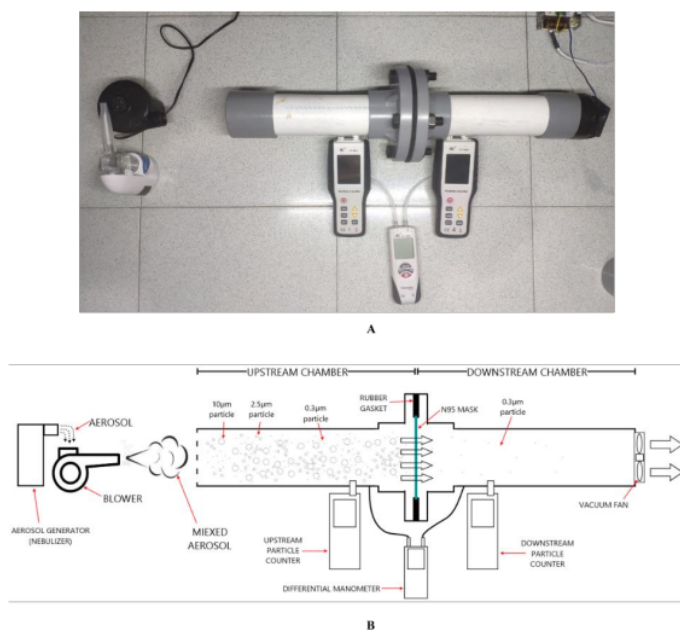 A
UPSTREAM CHAMBER
DOWNSTREAM CHAMBER
RUBBER
GASKET
N95 MASK
10µm
particle
2.5µm
particle
0.3µm
particle
0.3µm
particle
AEROSOL
BLOWER
AEROSOL GENERATOR
(NEBULIZER)
MIEXED
AEROSOL
UPSTREAM
PARTICLE
COUNTER
DIFFERENTIAL MANOMETER
DOWNSTREAM
PARTICLE
COUNTER
VACUUM FAN
B